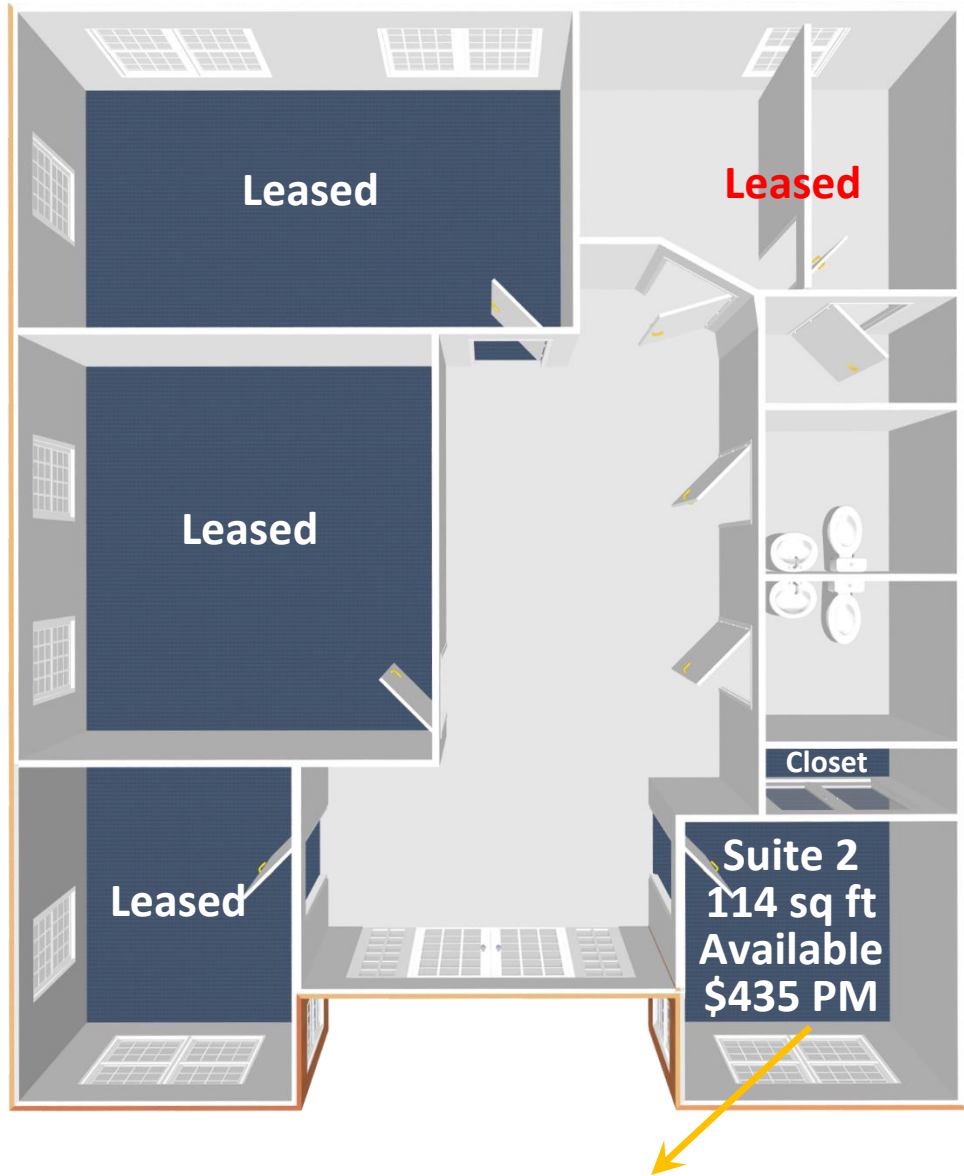 Leased
Leased
Leased
Closet
Leased
Suite 2
114 sq ft
Available
$435 PM